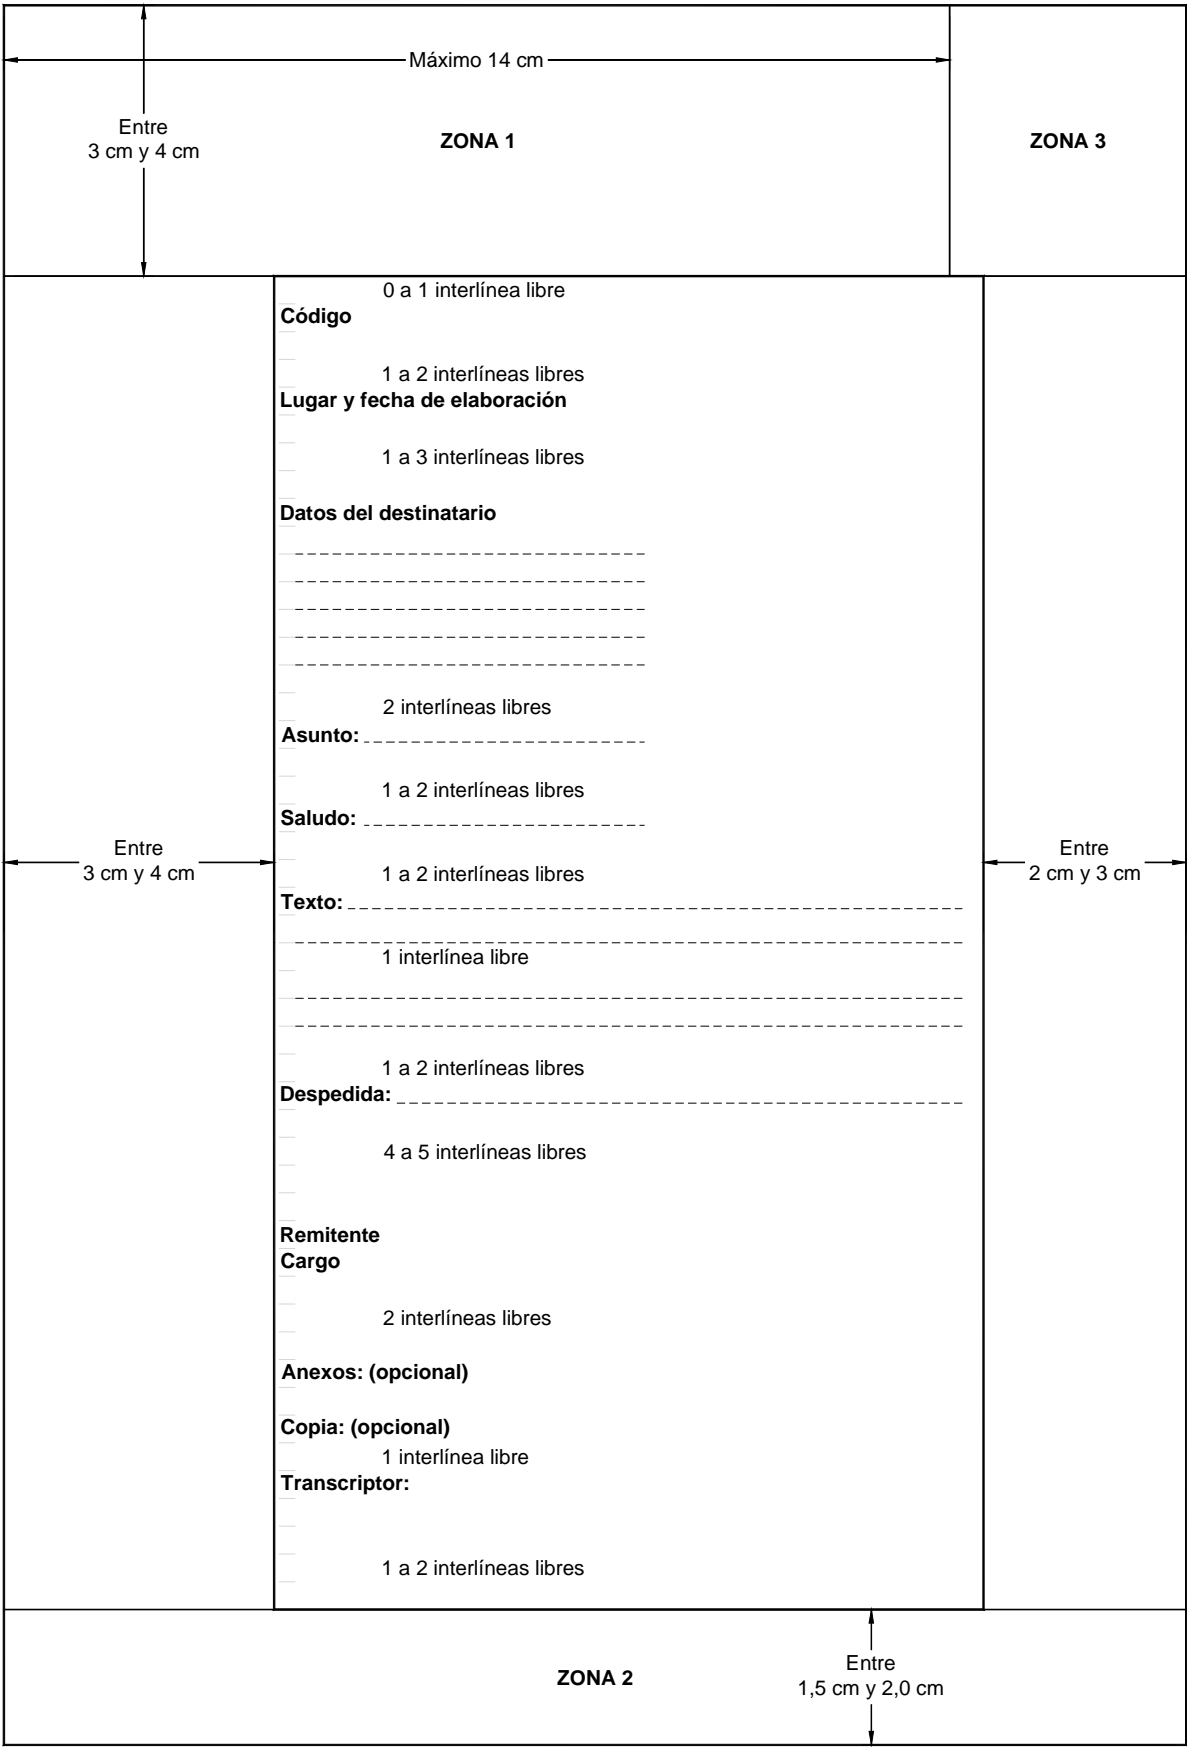 Máximo 14 cm
Entre
3 cm y 4 cm
ZONA 1
ZONA 3
0 a 1 interlínea libre
Código
1 a 2 interlíneas libres
Lugar y fecha de elaboración
1 a 3 interlíneas libres
Datos del destinatario
2 interlíneas libres
Asunto:
1 a 2 interlíneas libres
Saludo:
Entre
3 cm y 4 cm
1 a 2 interlíneas libres
Entre
2 cm y 3 cm
Texto:
1 interlínea libre
1 a 2 interlíneas libres
Despedida:
4 a 5 interlíneas libres
Remitente
Cargo
2 interlíneas libres
Anexos: (opcional)
Copia: (opcional)
1 interlínea libre
Transcriptor:
1 a 2 interlíneas libres
ZONA 2
Entre
1,5 cm y 2,0 cm